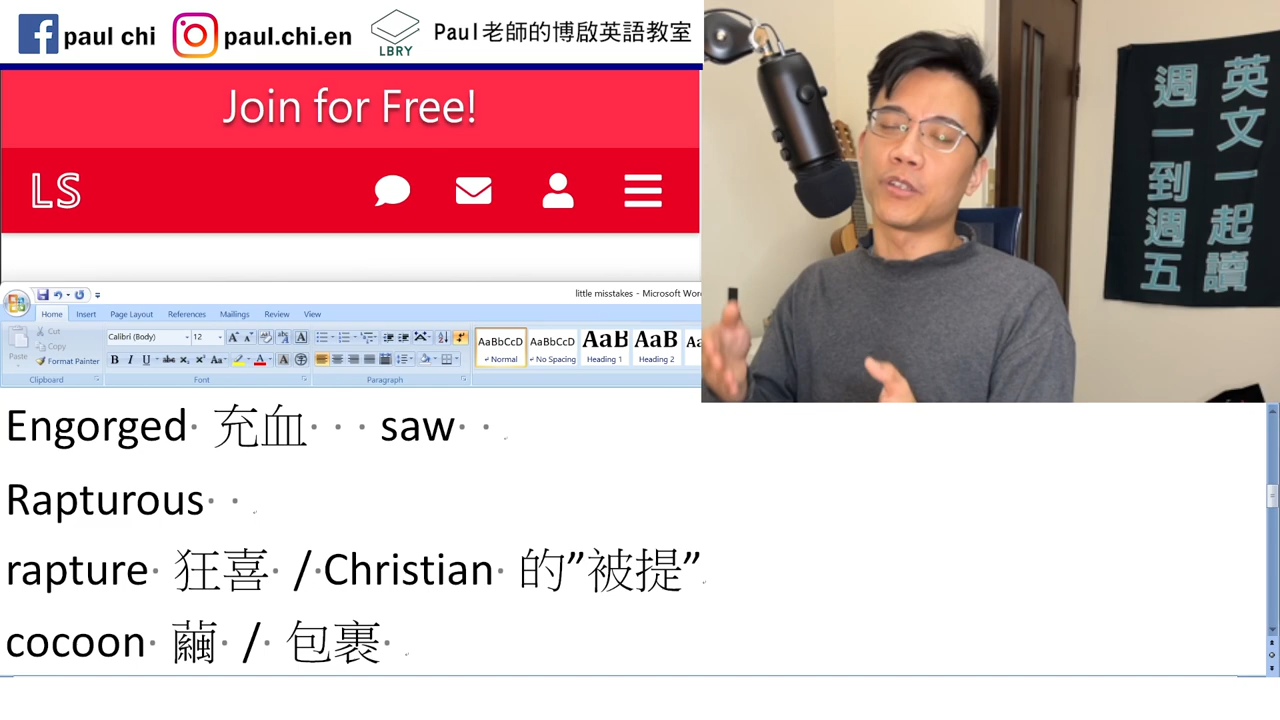 paul chi
paul.chi.en
LBRY
Paul老師的博啟英語教室
Join for Free!
LS
little misstakes - Microsoft Wor
Home Insert Page Layout References Mailings Review View
Cut
Copy
Format Painter
Paste
Clipboard
Calibri (Body) 12
Font
Paragraph
AaBbCcD AaBbCcD AaB AaB AaB
Normal No Spacing Heading 1 Heading 2
Engorged 充血 saw
Rapturous
rapture 狂喜 / Christian 的”被提”
cocoon 繭 / 包裹
英文一起讀
週一到週五